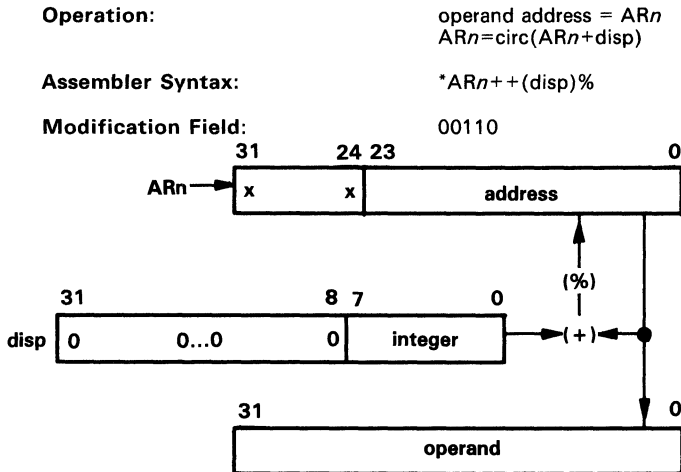 Operation: operand address = ARn
ARn=circ(ARn+disp)
Assembler Syntax: *ARn++(disp)%
Modification Field: 00110
31 24 23 0
ARn x x address
(%)
31 8 7 0
disp 0 0...0 0 integer (+)
31 0
operand